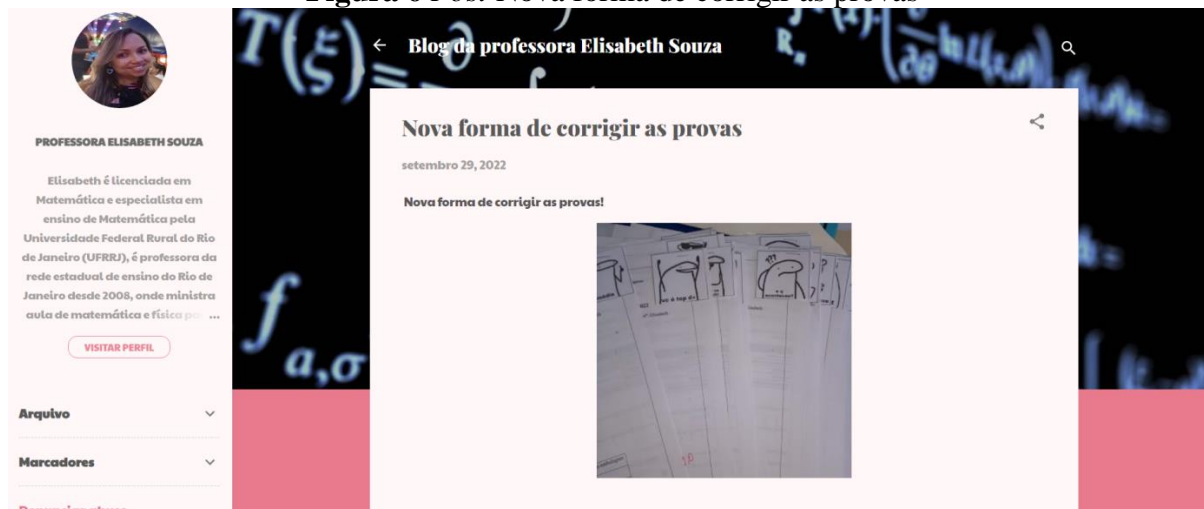 Figura 6 Post Nova forma de corrigir as provas
Blog da professora Elisabeth Souza
PROFESSORA ELISABETH SOUZA
Elisabeth é licenciada em
Matemática e especialista em
ensino de Matemática pela
Universidade Federal Rural do Rio
de Janeiro (UFRRJ), é professora da
rede estadual de ensino do Rio de
Janeiro desde 2008, onde ministra
aula de matemática e física ...
VISITAR PERFIL
Arquivo
Marcadores
Nova forma de corrigir as provas
setembro 29, 2022
Nova forma de corrigir as provas!
???